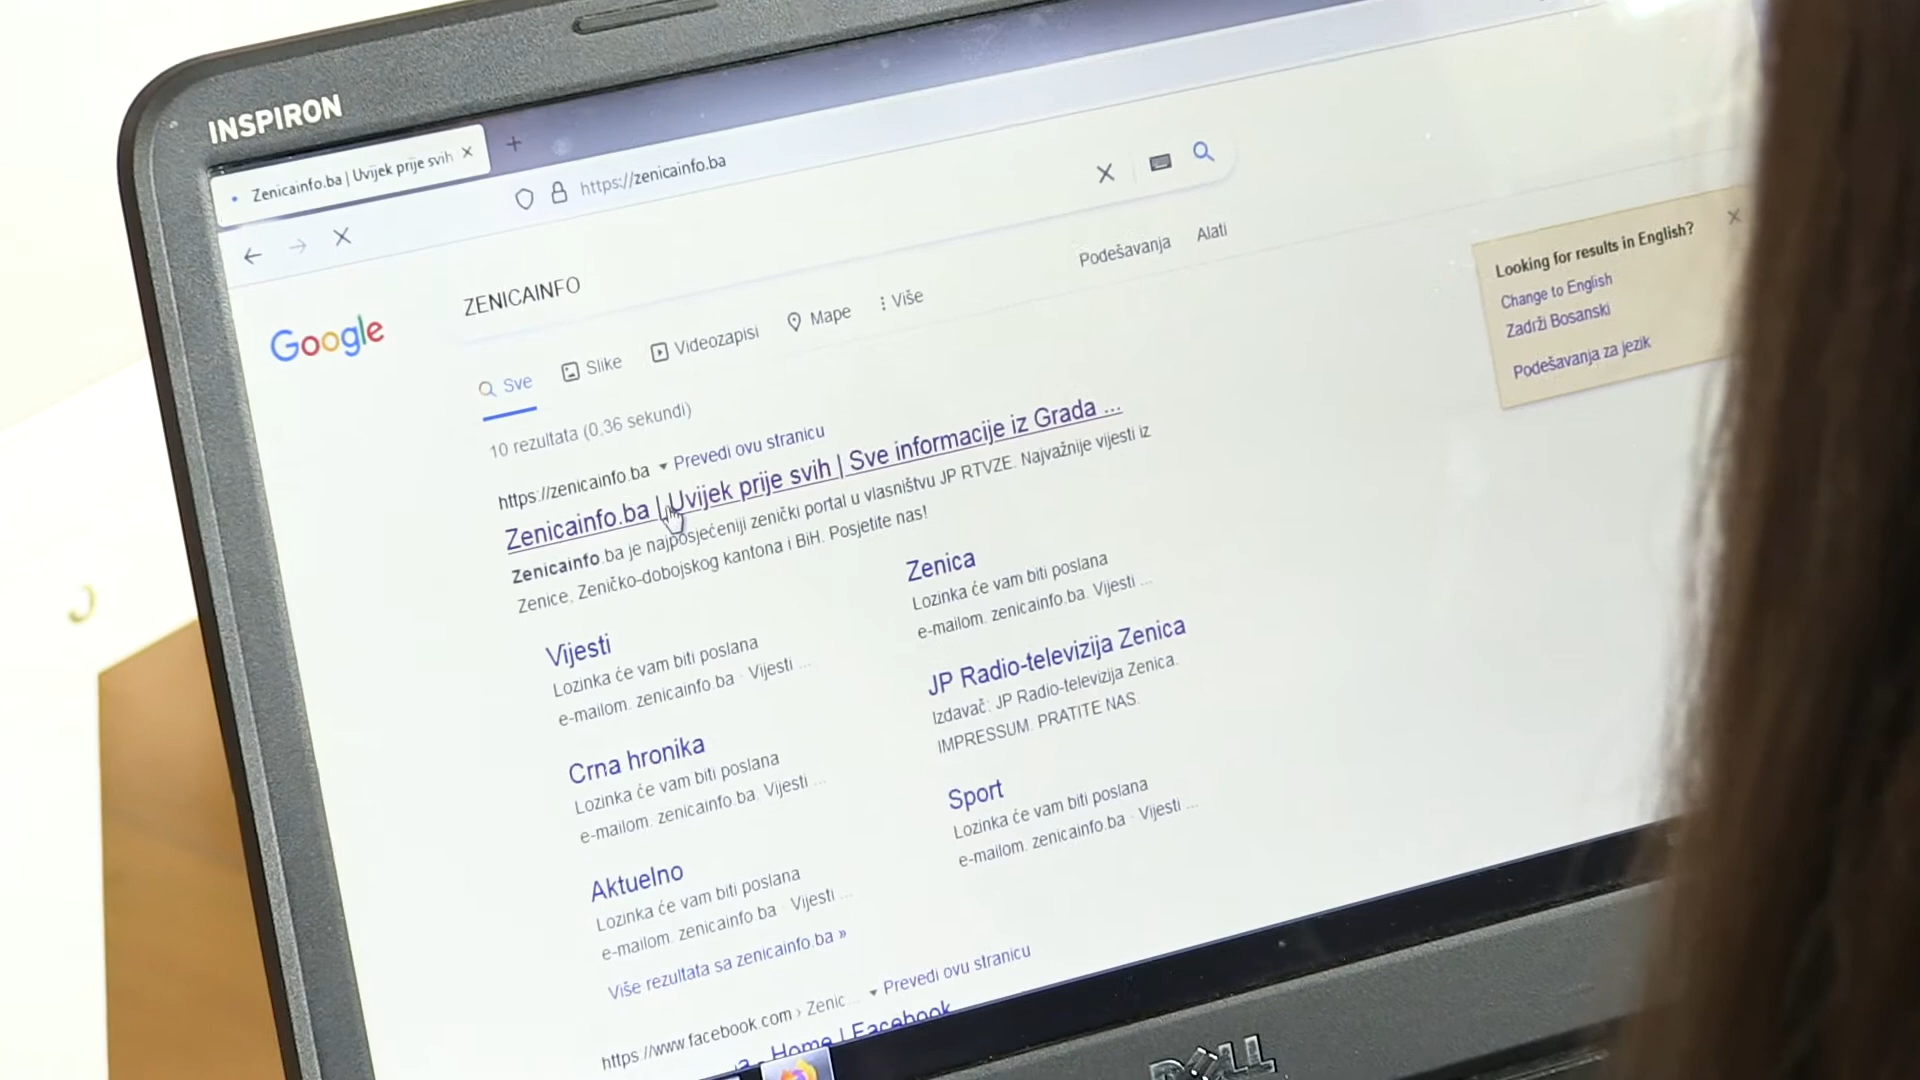 INSPIRON
Zenicainfo.ba | Uvijek prije svih
https://zenicainfo.ba
Google
ZENICAINFO
Sve
Slike
Videozapisi
Mape
Više
Podešavanja
Alati
10 rezultata (0,36 sekundi)
https://zenicainfo.ba
Prevedi ovu stranicu
Zenicainfo.ba | Uvijek prije svih | Sve informacije iz Grada ...
Zenicainfo.ba je najposjećeniji zenički portal u vlasništvu JP RTVZE. Najvažnije vijesti iz
Zenice, Zeničko-dobojskog kantona i BiH. Posjetite nas!
Vijesti
Lozinka će vam biti poslana
e-mailom. zenicainfo.ba · Vijesti ...
Crna hronika
Lozinka će vam biti poslana
e-mailom. zenicainfo.ba. Vijesti ...
Aktuelno
Lozinka će vam biti poslana
e-mailom. zenicainfo.ba · Vijesti ...
Više rezultata sa zenicainfo.ba »
Zenica
Lozinka će vam biti poslana
e-mailom. zenicainfo.ba. Vijesti ...
JP Radio-televizija Zenica
Izdavač: JP Radio-televizija Zenica.
IMPRESSUM. PRATITE NAS.
Sport
Lozinka će vam biti poslana
e-mailom. zenicainfo.ba · Vijesti ...
https://www.facebook.com › Zenic...
Prevedi ovu stranicu
- Home | Facebook
Looking for results in English?
Change to English
Zadrži Bosanski
Podešavanja za jezik
DELL